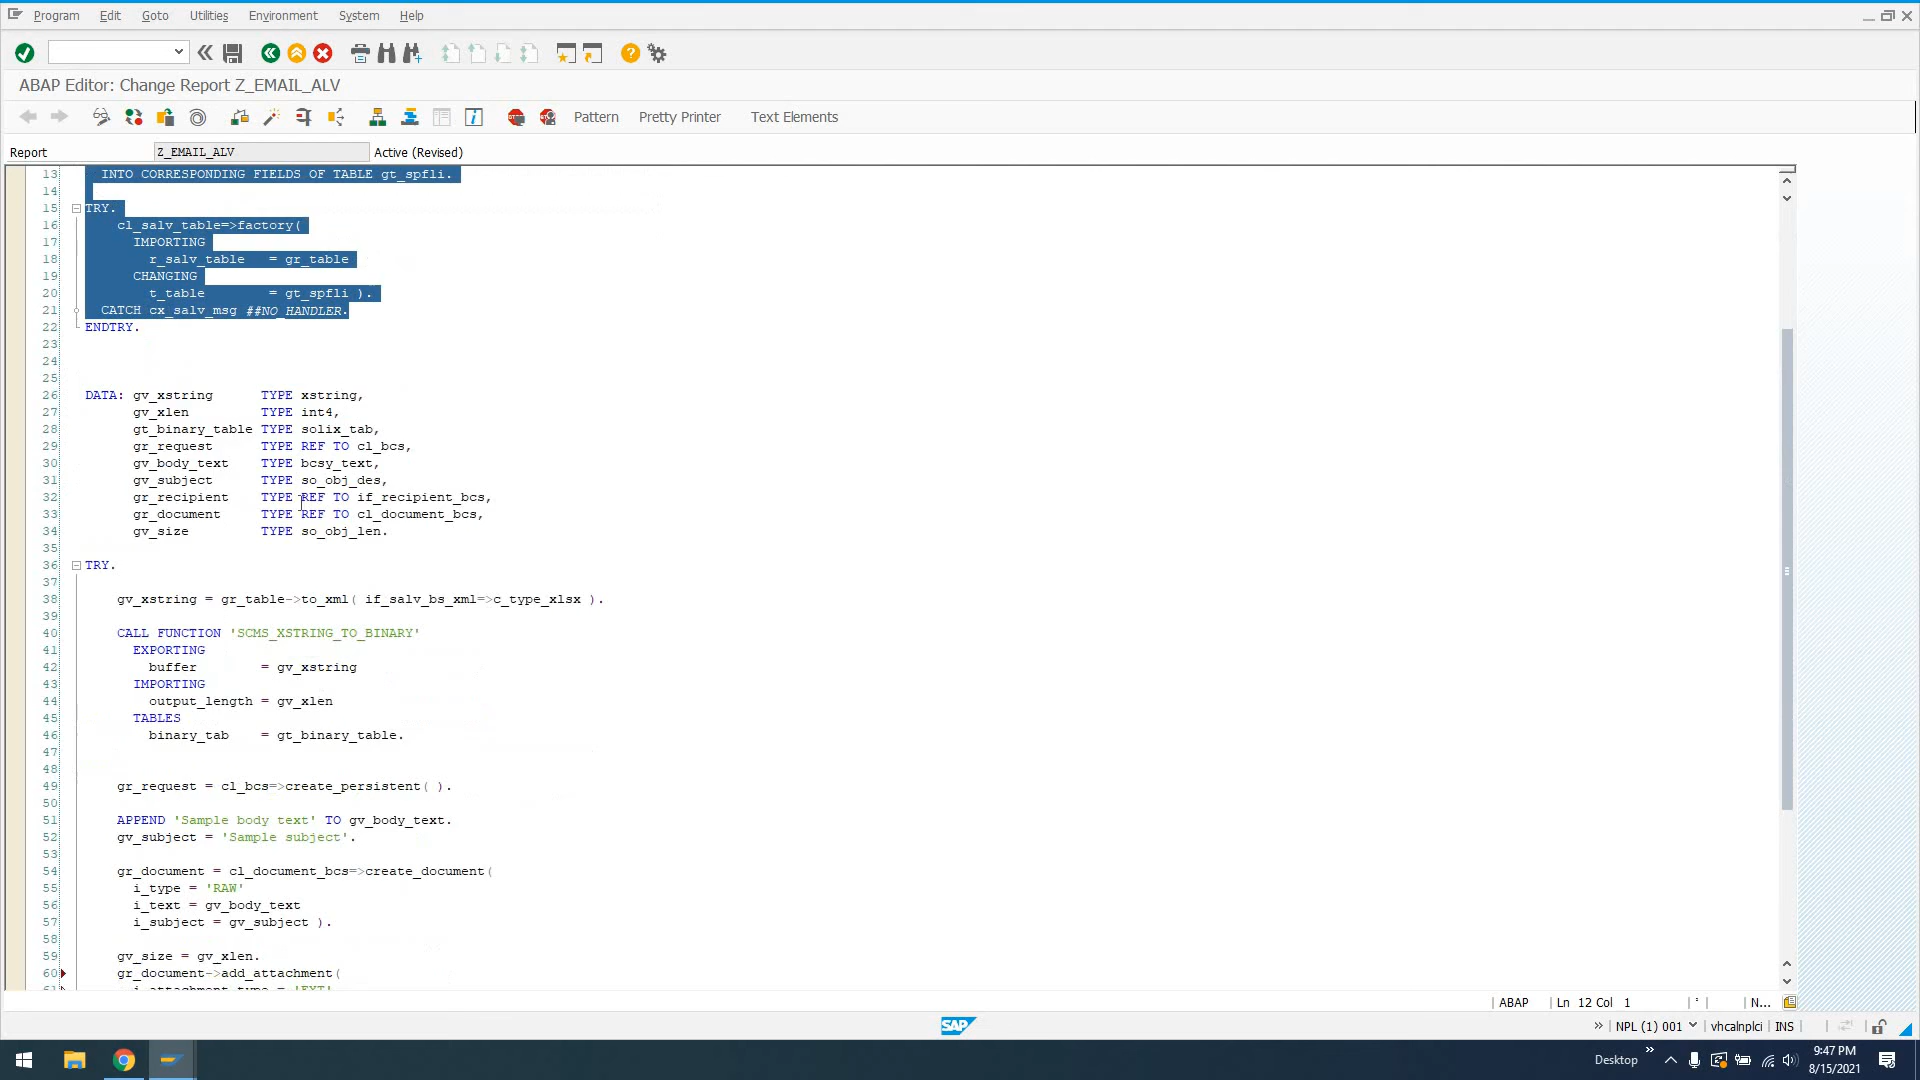 Program Edit Goto Utilities Environment System Help
ABAP Editor: Change Report Z_EMAIL_ALV
Pattern Pretty Printer Text Elements
Report Z_EMAIL_ALV Active (Revised)
13 INTO CORRESPONDING FIELDS OF TABLE gt_spfli.
14
15 TRY.
16 cl_salv_table=>factory(
17 IMPORTING
18 r_salv_table = gr_table
19 CHANGING
20 t_table = gt_spfli ).
21 CATCH cx_salv_msg ##NO_HANDLER.
22 ENDTRY.
23
24
25
26 DATA: gv_xstring TYPE xstring,
27 gv_xlen TYPE int4,
28 gt_binary_table TYPE solix_tab,
29 gr_request TYPE REF TO cl_bcs,
30 gv_body_text TYPE bcsy_text,
31 gv_subject TYPE so_obj_des,
32 gr_recipient TYPE REF TO if_recipient_bcs,
33 gr_document TYPE REF TO cl_document_bcs,
34 gv_size TYPE so_obj_len.
35
36 TRY.
37
38 gv_xstring = gr_table->to_xml( if_salv_bs_xml=>c_type_xlsx ).
39
40 CALL FUNCTION 'SCMS_XSTRING_TO_BINARY'
41 EXPORTING
42 buffer = gv_xstring
43 IMPORTING
44 output_length = gv_xlen
45 TABLES
46 binary_tab = gt_binary_table.
47
48
49 gr_request = cl_bcs=>create_persistent( ).
50
51 APPEND 'Sample body text' TO gv_body_text.
52 gv_subject = 'Sample subject'.
53
54 gr_document = cl_document_bcs=>create_document(
55 i_type = 'RAW'
56 i_text = gv_body_text
57 i_subject = gv_subject ).
58
59 gv_size = gv_xlen.
60 gr_document->add_attachment(
61 i_attachment_type = 'EXT'
ABAP Ln 12 Col 1 N...
SAP » NPL (1) 001 vhcalnplci INS
Desktop » 9:47 PM
8/15/2021